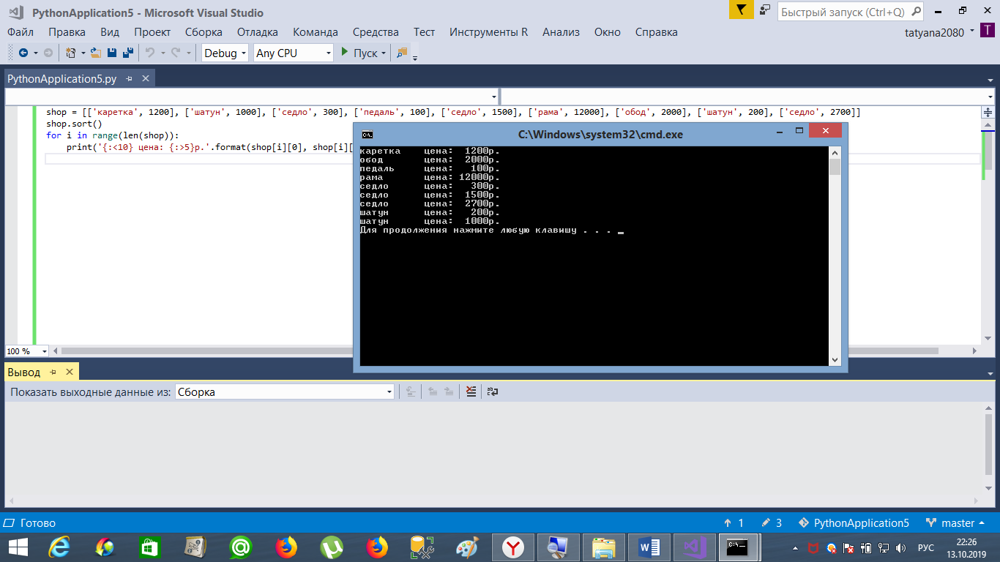 PythonApplication5 - Microsoft Visual Studio
Быстрый запуск (Ctrl+Q)
Файл Правка Вид Проект Сборка Отладка Команда Средства Тест Инструменты R Анализ Окно Справка
tatyana2080 T
Debug Any CPU Пуск
PythonApplication5.py
shop = [['каретка', 1200], ['шатун', 1000], ['седло', 300], ['педаль', 100], ['седло', 1500], ['рама', 12000], ['обод', 2000], ['шатун', 200], ['седло', 2700]]
shop.sort()
for i in range(len(shop)):
print('{:<10} цена: {:>5}р.'.format(shop[i][0], shop[i][
C:\Windows\system32\cmd.exe
каретка цена: 1200р.
обод цена: 2000р.
педаль цена: 100р.
рама цена: 12000р.
седло цена: 300р.
седло цена: 1500р.
седло цена: 2700р.
шатун цена: 200р.
шатун цена: 1000р.
Для продолжения нажмите любую клавишу . . .
100 %
Вывод
Показать выходные данные из: Сборка
Готово
1 3 PythonApplication5 master
РУС
22:26
13.10.2019